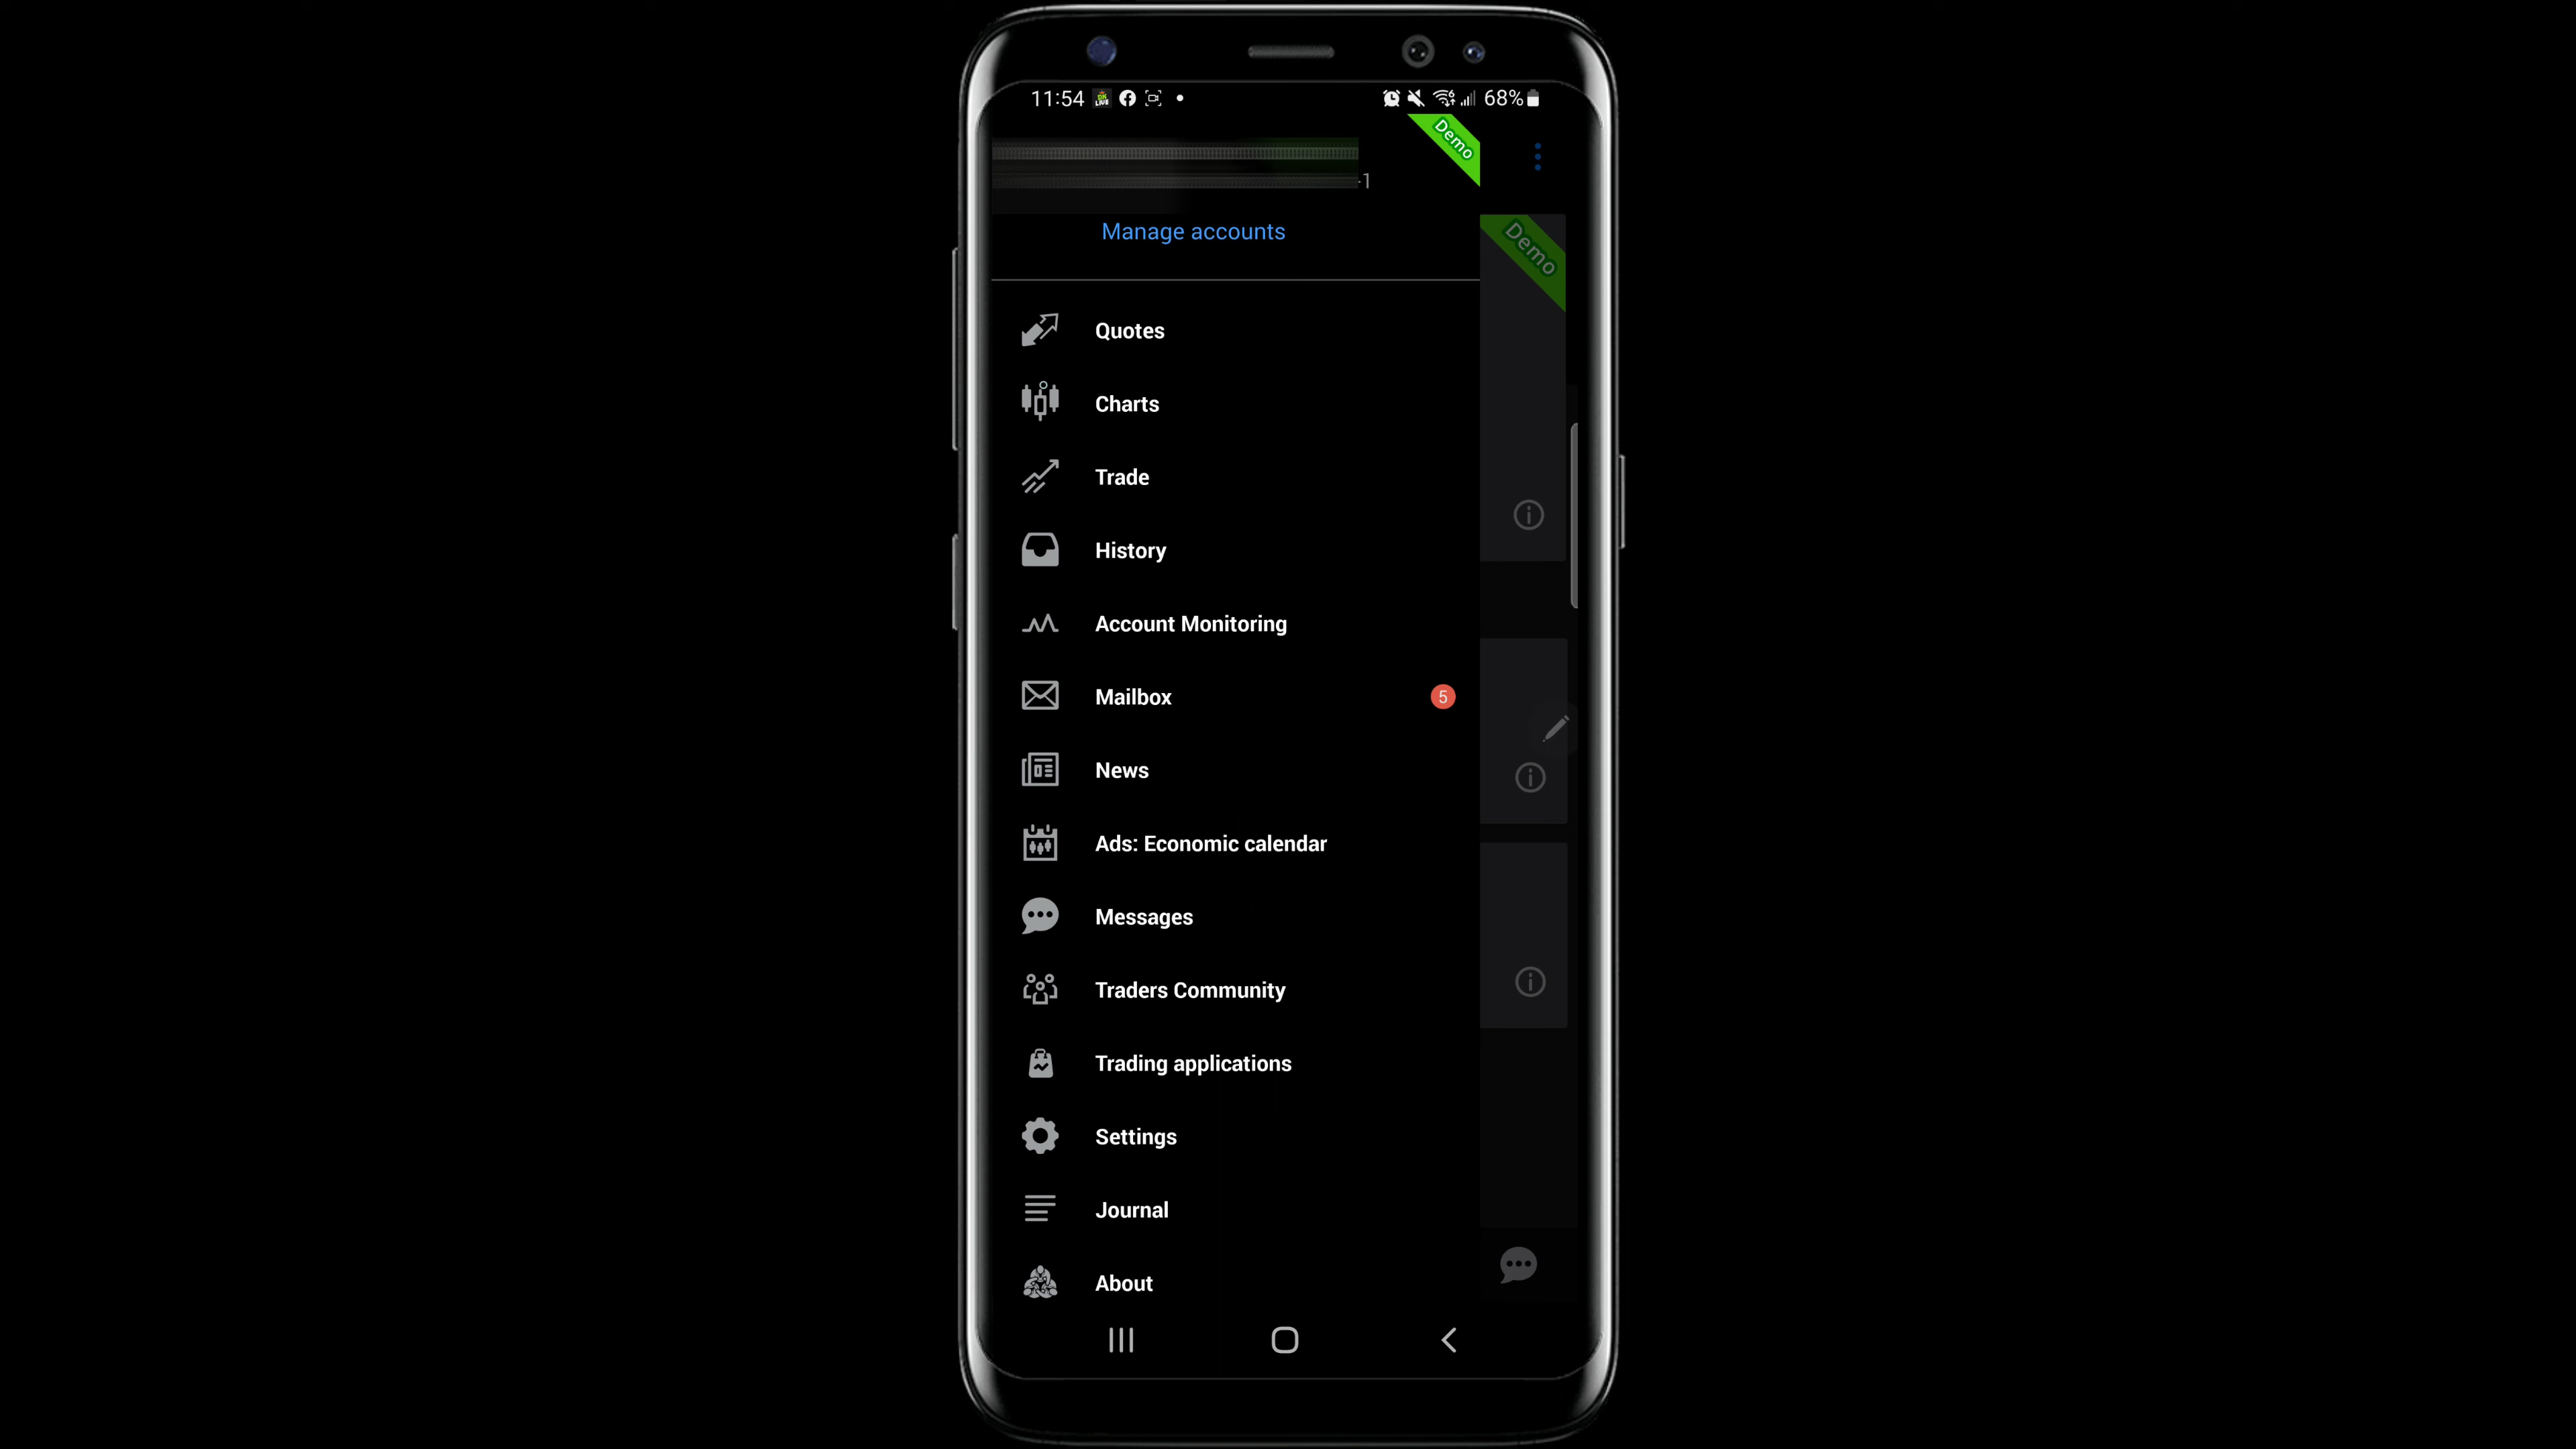 11:54
68%
Demo
-1
Manage accounts
Demo
Quotes
Charts
Trade
History
Account Monitoring
Mailbox
5
News
Ads: Economic calendar
Messages
Traders Community
Trading applications
Settings
Journal
About